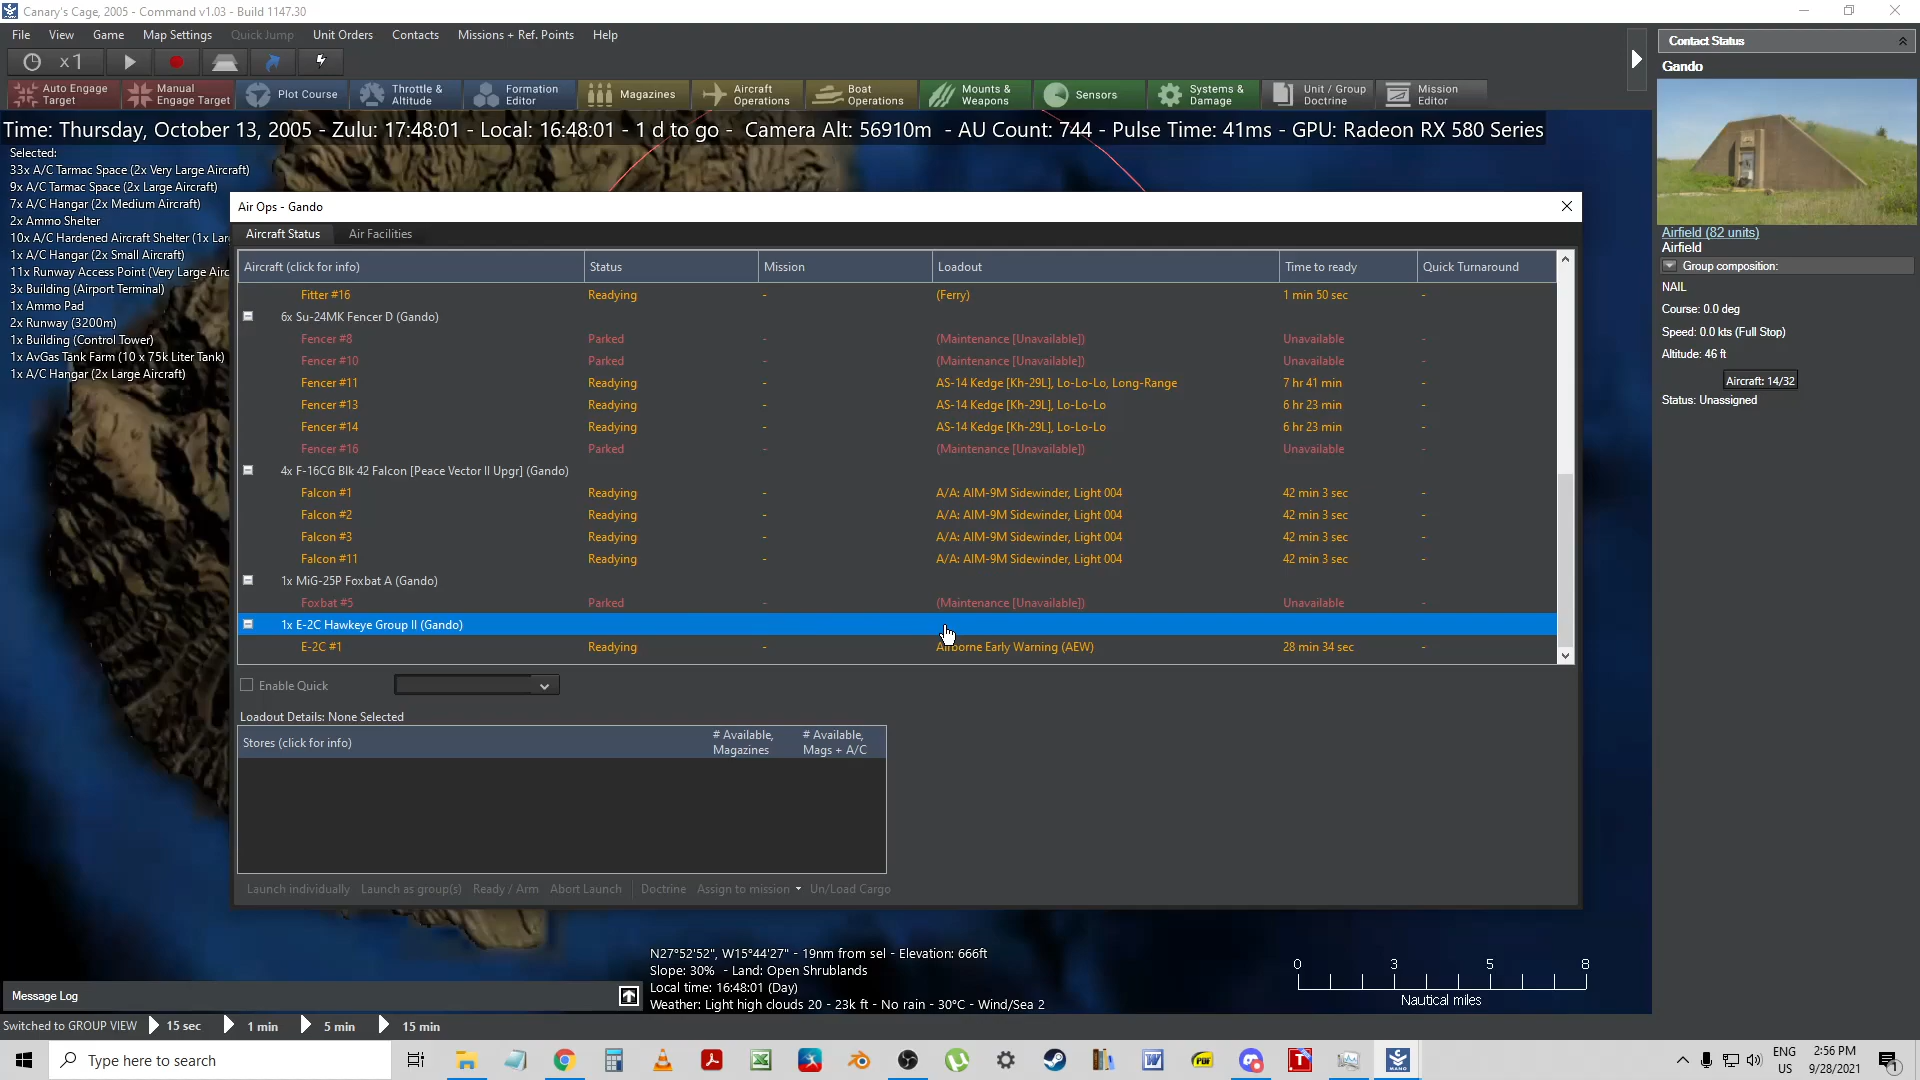 Canary's Cage, 2005 - Command v1.03 - Build 1147.30
File View Game Map Settings Quick Jump Unit Orders Contacts Missions + Ref. Points Help
x1
Auto Engage Target
Manual Engage Target
Plot Course
Throttle & Altitude
Formation Editor
Magazines
Aircraft Operations
Boat Operations
Mounts & Weapons
Sensors
Systems & Damage
Unit / Group Doctrine
Mission Editor
Time: Thursday, October 13, 2005 - Zulu: 17:48:01 - Local: 16:48:01 - 1 d to go - Camera Alt: 56910m - AU Count: 744 - Pulse Time: 41ms - GPU: Radeon RX 580 Series
Selected:
33x A/C Tarmac Space (2x Very Large Aircraft)
9x A/C Tarmac Space (2x Large Aircraft)
7x A/C Hangar (2x Medium Aircraft)
2x Ammo Shelter
10x A/C Hardened Aircraft Shelter (1x Lar
1x A/C Hangar (2x Small Aircraft)
11x Runway Access Point (Very Large Airc
3x Building (Airport Terminal)
1x Ammo Pad
2x Runway (3200m)
1x Building (Control Tower)
1x AvGas Tank Farm (10 x 75k Liter Tank)
1x A/C Hangar (2x Large Aircraft)
Air Ops - Gando
Aircraft Status Air Facilities
Aircraft (click for info) Status Mission Loadout Time to ready Quick Turnaround
Fitter #16 Readying - (Ferry) 1 min 50 sec -
6x Su-24MK Fencer D (Gando)
Fencer #8 Parked - (Maintenance [Unavailable]) Unavailable -
Fencer #10 Parked - (Maintenance [Unavailable]) Unavailable -
Fencer #11 Readying - AS-14 Kedge [Kh-29L], Lo-Lo-Lo, Long-Range 7 hr 41 min -
Fencer #13 Readying - AS-14 Kedge [Kh-29L], Lo-Lo-Lo 6 hr 23 min -
Fencer #14 Readying - AS-14 Kedge [Kh-29L], Lo-Lo-Lo 6 hr 23 min -
Fencer #16 Parked - (Maintenance [Unavailable]) Unavailable -
4x F-16CG Blk 42 Falcon [Peace Vector II Upgr] (Gando)
Falcon #1 Readying - A/A: AIM-9M Sidewinder, Light 004 42 min 3 sec -
Falcon #2 Readying - A/A: AIM-9M Sidewinder, Light 004 42 min 3 sec -
Falcon #3 Readying - A/A: AIM-9M Sidewinder, Light 004 42 min 3 sec -
Falcon #11 Readying - A/A: AIM-9M Sidewinder, Light 004 42 min 3 sec -
1x MiG-25P Foxbat A (Gando)
Foxbat #5 Parked - (Maintenance [Unavailable]) Unavailable -
1x E-2C Hawkeye Group II (Gando)
E-2C #1 Readying - Airborne Early Warning (AEW) 28 min 34 sec -
Enable Quick
Loadout Details: None Selected
Stores (click for info) # Available, Magazines # Available, Mags + A/C
Launch individually Launch as group(s) Ready / Arm Abort Launch Doctrine Assign to mission Un/Load Cargo
Contact Status
Gando
Airfield (82 units)
Airfield
Group composition:
NAIL
Course: 0.0 deg
Speed: 0.0 kts (Full Stop)
Altitude: 46 ft
Aircraft: 14/32
Status: Unassigned
N27°52'52", W15°44'27" - 19nm from sel - Elevation: 666ft
Slope: 30% - Land: Open Shrublands
Local time: 16:48:01 (Day)
Weather: Light high clouds 20 - 23k ft - No rain - 30°C - Wind/Sea 2
0 3 5 8
Nautical miles
Message Log
Switched to GROUP VIEW 15 sec 1 min 5 min 15 min
Type here to search
PDF
W
T
MANO
ENG
US
2:56 PM
9/28/2021
1